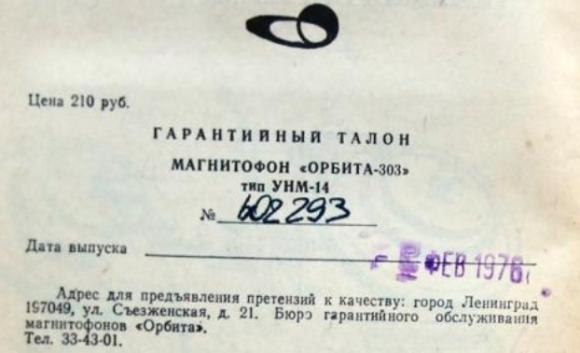 Цена 210 руб.
ГАРАНТИЙНЫЙ ТАЛОН
МАГНИТОФОН «ОРБИТА-303»
тип УНМ-14
№ 602293
Дата выпуска ФЕВ 1976
Адрес для предъявления претензий к качеству: город Ленинград
197049, ул. Съезженская, д. 21. Бюро гарантийного обслуживания
магнитофонов «Орбита».
Тел. 33-43-01.